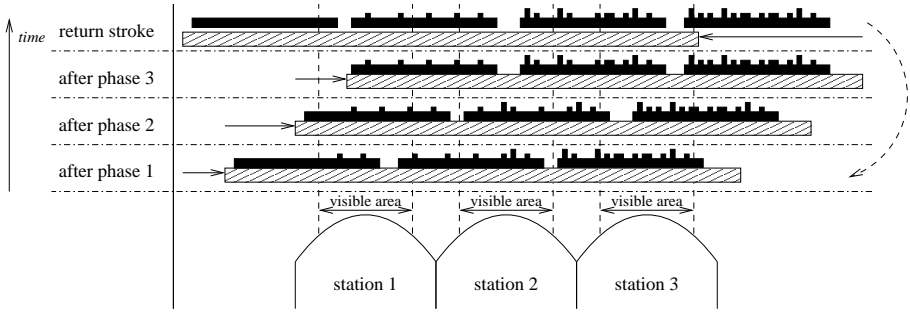 time
return stroke
after phase 3
after phase 2
after phase 1
visible area visible area visible area
station 1 station 2 station 3